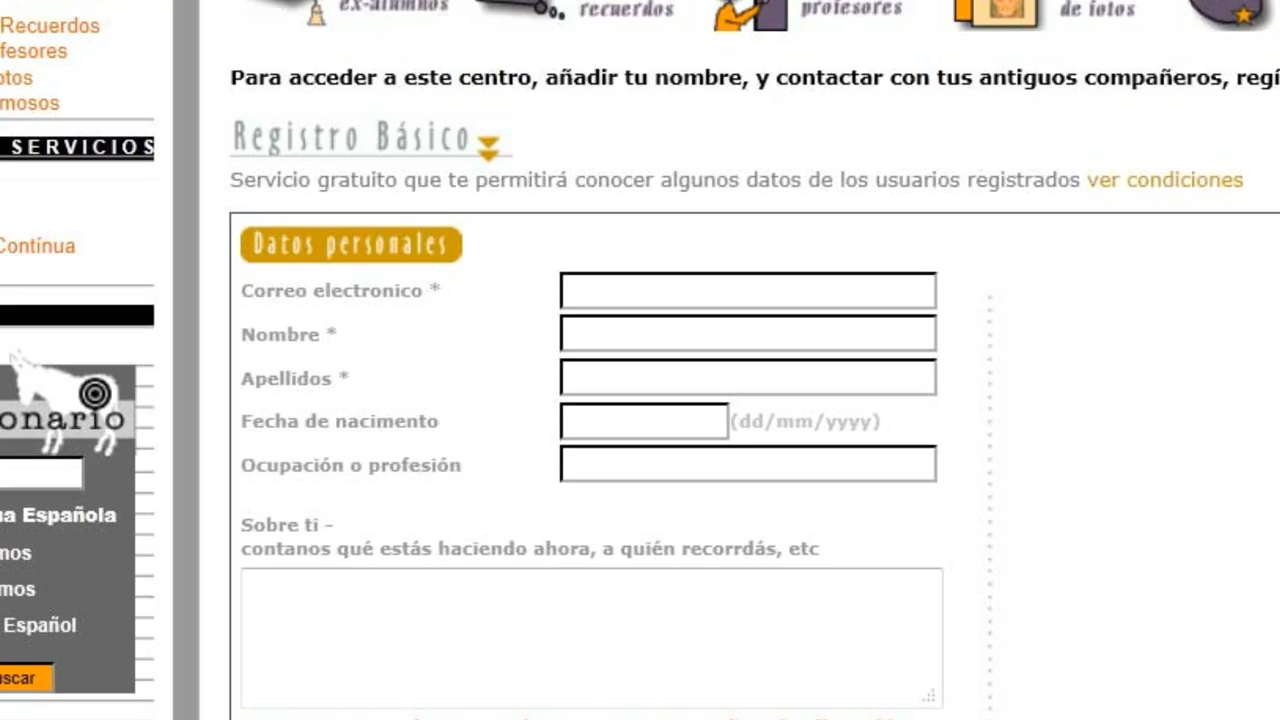 ex-alumnos
recuerdos
profesores
de fotos
Recuerdos
fesores
otos
mosos
SERVICIOS
Contínua
onario
a Española
mos
mos
Español
scar
Para acceder a este centro, añadir tu nombre, y contactar con tus antiguos compañeros, regí
Registro Básico
Servicio gratuito que te permitirá conocer algunos datos de los usuarios registrados ver condiciones
Datos personales
Correo electronico *
Nombre *
Apellidos *
Fecha de nacimento (dd/mm/yyyy)
Ocupación o profesión
Sobre ti -
contanos qué estás haciendo ahora, a quién recorrdás, etc